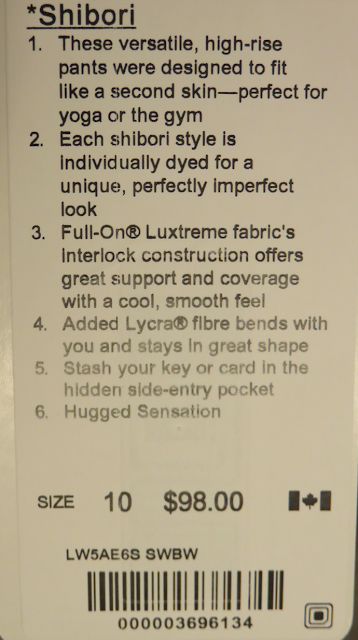 *Shibori
1. These versatile, high-rise
pants were designed to fit
like a second skin—perfect for
yoga or the gym
2. Each shibori style is
individually dyed for a
unique, perfectly imperfect
look
3. Full-On® Luxtreme fabric's
interlock construction offers
great support and coverage
with a cool, smooth feel
4. Added Lycra® fibre bends with
you and stays in great shape
5. Stash your key or card in the
hidden side-entry pocket
6. Hugged Sensation
SIZE 10 $98.00
LW5AE6S SWBW
000003696134